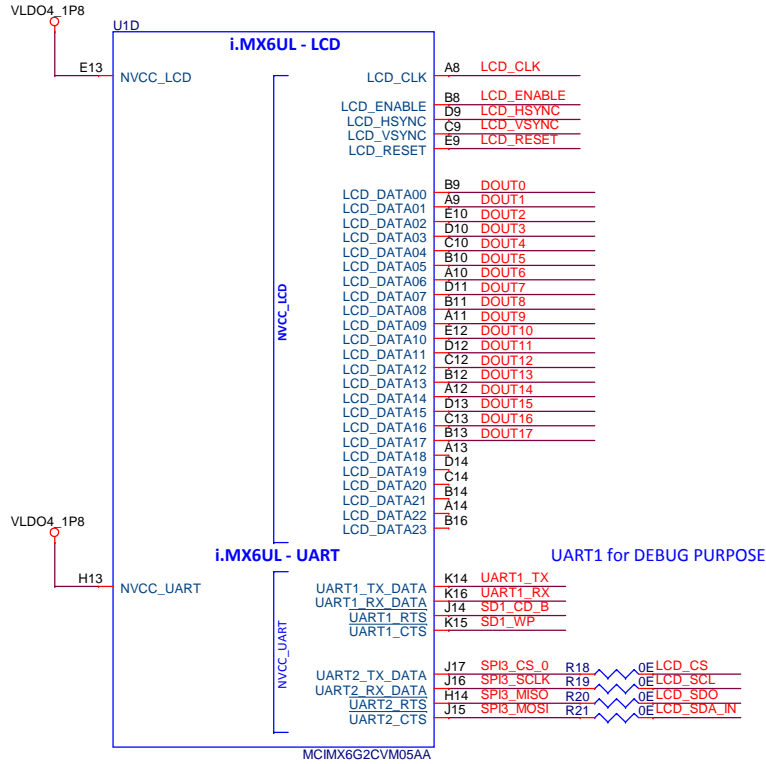 VLDO4_1P8
U1D
i.MX6UL - LCD
E13 NVCC_LCD LCD_CLK A8 LCD_CLK
LCD_ENABLE B8 LCD_ENABLE
LCD_HSYNC D9 LCD_HSYNC
LCD_VSYNC C9 LCD_VSYNC
LCD_RESET E9 LCD_RESET
LCD_DATA00 B9 DOUT0
LCD_DATA01 A9 DOUT1
LCD_DATA02 E10 DOUT2
LCD_DATA03 D10 DOUT3
LCD_DATA04 C10 DOUT4
LCD_DATA05 B10 DOUT5
LCD_DATA06 A10 DOUT6
LCD_DATA07 D11 DOUT7
LCD_DATA08 B11 DOUT8
LCD_DATA09 A11 DOUT9
LCD_DATA10 E12 DOUT10
LCD_DATA11 D12 DOUT11
LCD_DATA12 C12 DOUT12
LCD_DATA13 B12 DOUT13
LCD_DATA14 A12 DOUT14
LCD_DATA15 D13 DOUT15
LCD_DATA16 C13 DOUT16
LCD_DATA17 B13 DOUT17
LCD_DATA18 A13
LCD_DATA19 D14
LCD_DATA20 C14
LCD_DATA21 B14
LCD_DATA22 A14
LCD_DATA23 B16
NVCC_LCD
VLDO4_1P8
i.MX6UL - UART
UART1 for DEBUG PURPOSE
H13 NVCC_UART UART1_TX_DATA K14 UART1_TX
UART1_RX_DATA K16 UART1_RX
UART1_RTS J14 SD1_CD_B
UART1_CTS K15 SD1_WP
NVCC_UART
UART2_TX_DATA J17 SPI3_CS_0 R18 0E LCD_CS
UART2_RX_DATA J16 SPI3_SCLK R19 0E LCD_SCL
UART2_RTS H14 SPI3_MISO R20 0E LCD_SDO
UART2_CTS J15 SPI3_MOSI R21 0E LCD_SDA_IN
MCIMX6G2CVM05AA